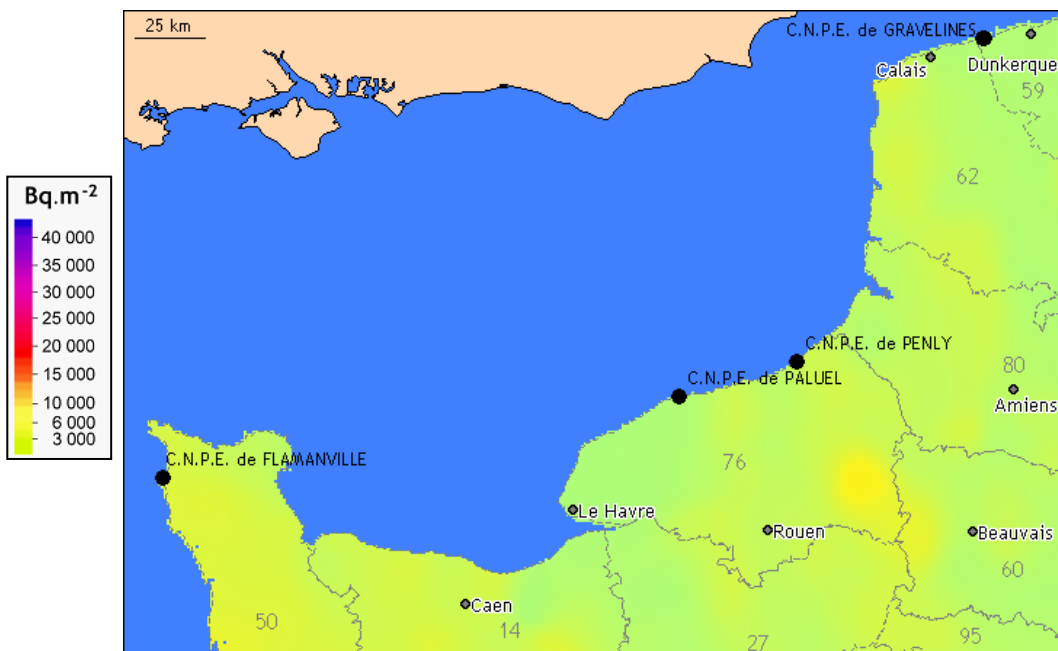 25 km
C.N.P.E. de GRAVELINES
Calais
Dunkerque
59
62
Bq.m-2
40 000
35 000
30 000
25 000
20 000
15 000
10 000
6 000
3 000
C.N.P.E. de PENLY
80
C.N.P.E. de PALUEL
Amiens
C.N.P.E. de FLAMANVILLE
76
Le Havre
Rouen
Beauvais
60
Caen
50
14
27
95